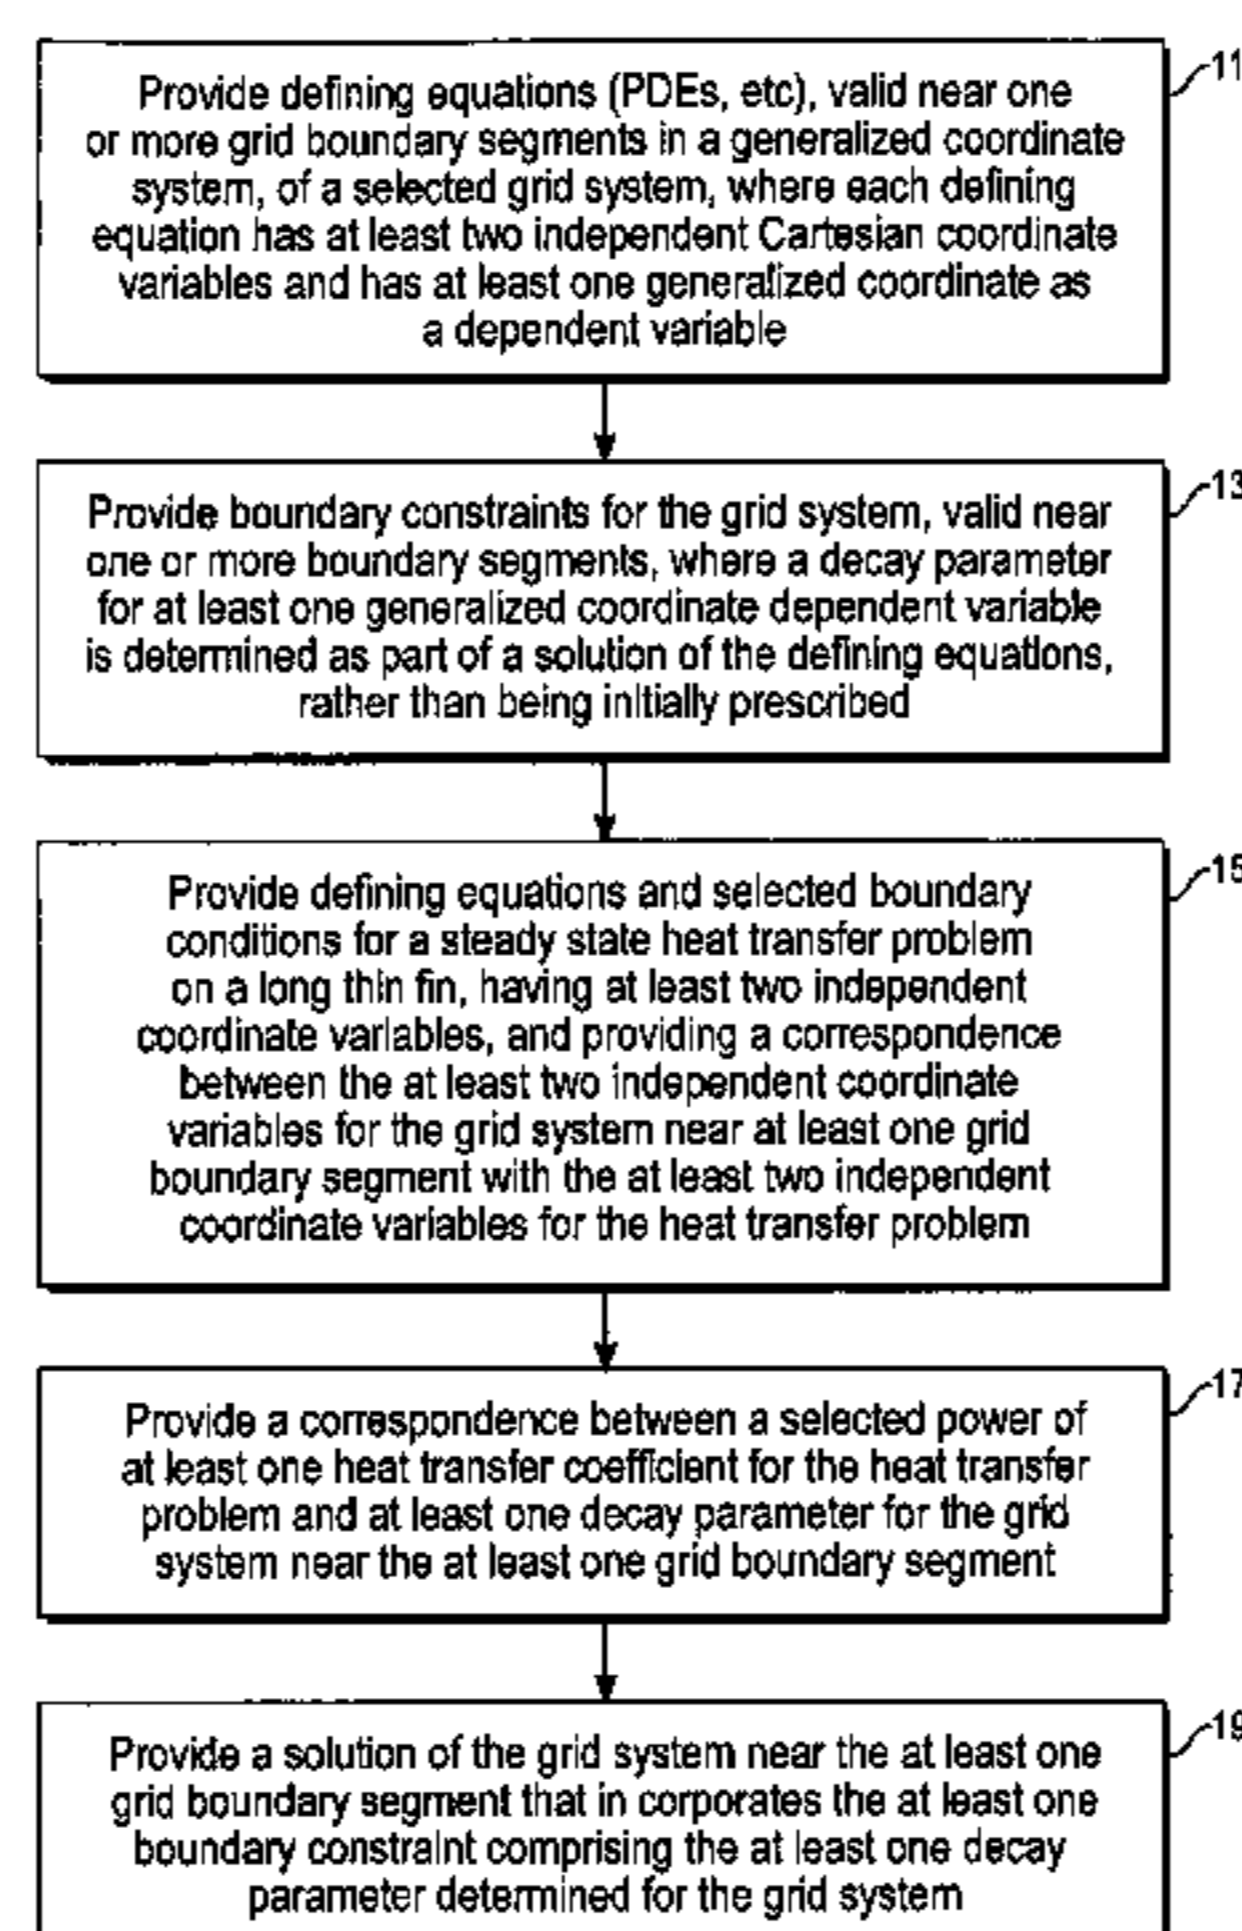 11
Provide defining equations (PDEs, etc), valid near one
or more grid boundary segments in a generalized coordinate
system, of a selected grid system, where each defining
equation has at least two independent Cartesian coordinate
variables and has at least one generalized coordinate as
a dependent variable
13
Provide boundary constraints for the grid system, valid near
one or more boundary segments, where a decay parameter
for at least one generalized coordinate dependent variable
is determined as part of a solution of the defining equations,
rather than being initially prescribed
15
Provide defining equations and selected boundary
conditions for a steady state heat transfer problem
on a long thin fin, having at least two independent
coordinate variables, and providing a correspondence
between the at least two independent coordinate
variables for the grid system near at least one grid
boundary segment with the at least two independent
coordinate variables for the heat transfer problem
17
Provide a correspondence between a selected power of
at least one heat transfer coefficient for the heat transfer
problem and at least one decay parameter for the grid
system near the at least one grid boundary segment
19
Provide a solution of the grid system near the at least one
grid boundary segment that in corporates the at least one
boundary constraint comprising the at least one decay
parameter determined for the grid system